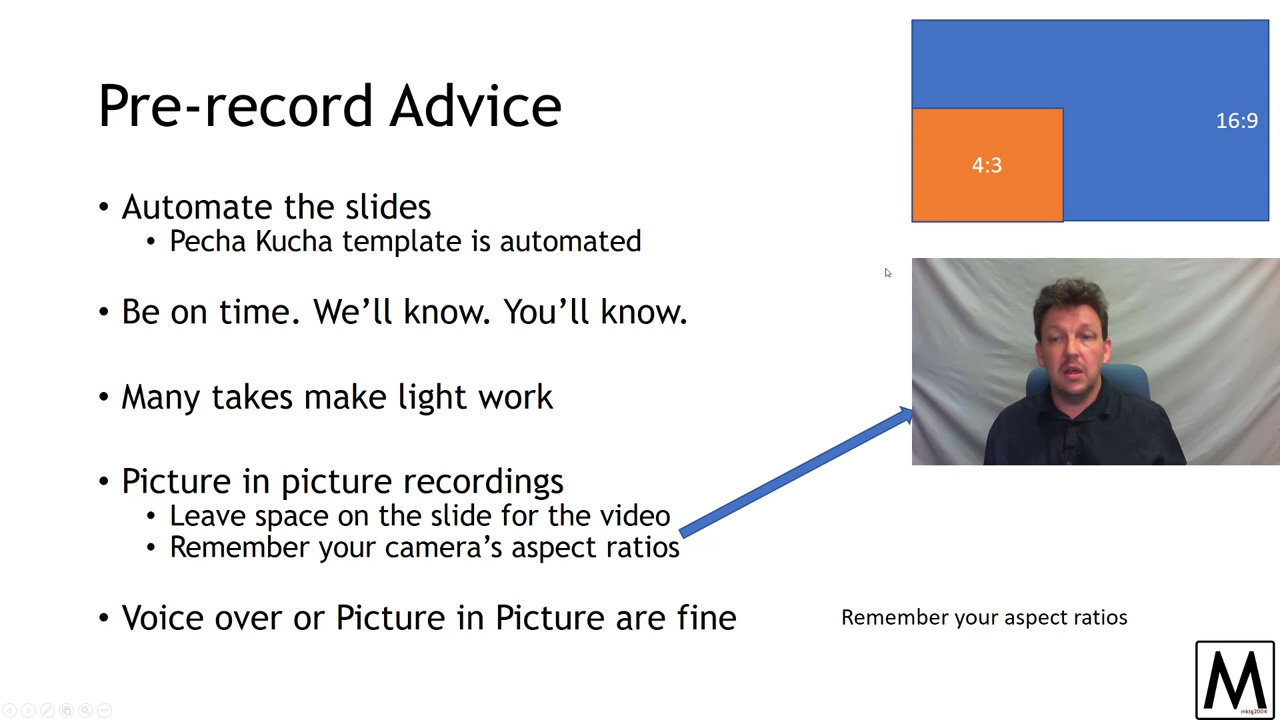 Pre-record Advice
• Automate the slides
• Pecha Kucha template is automated
• Be on time. We’ll know. You’ll know.
• Many takes make light work
• Picture in picture recordings
• Leave space on the slide for the video
• Remember your camera’s aspect ratios
• Voice over or Picture in Picture are fine
16:9
4:3
Remember your aspect ratios
M
mktg2004